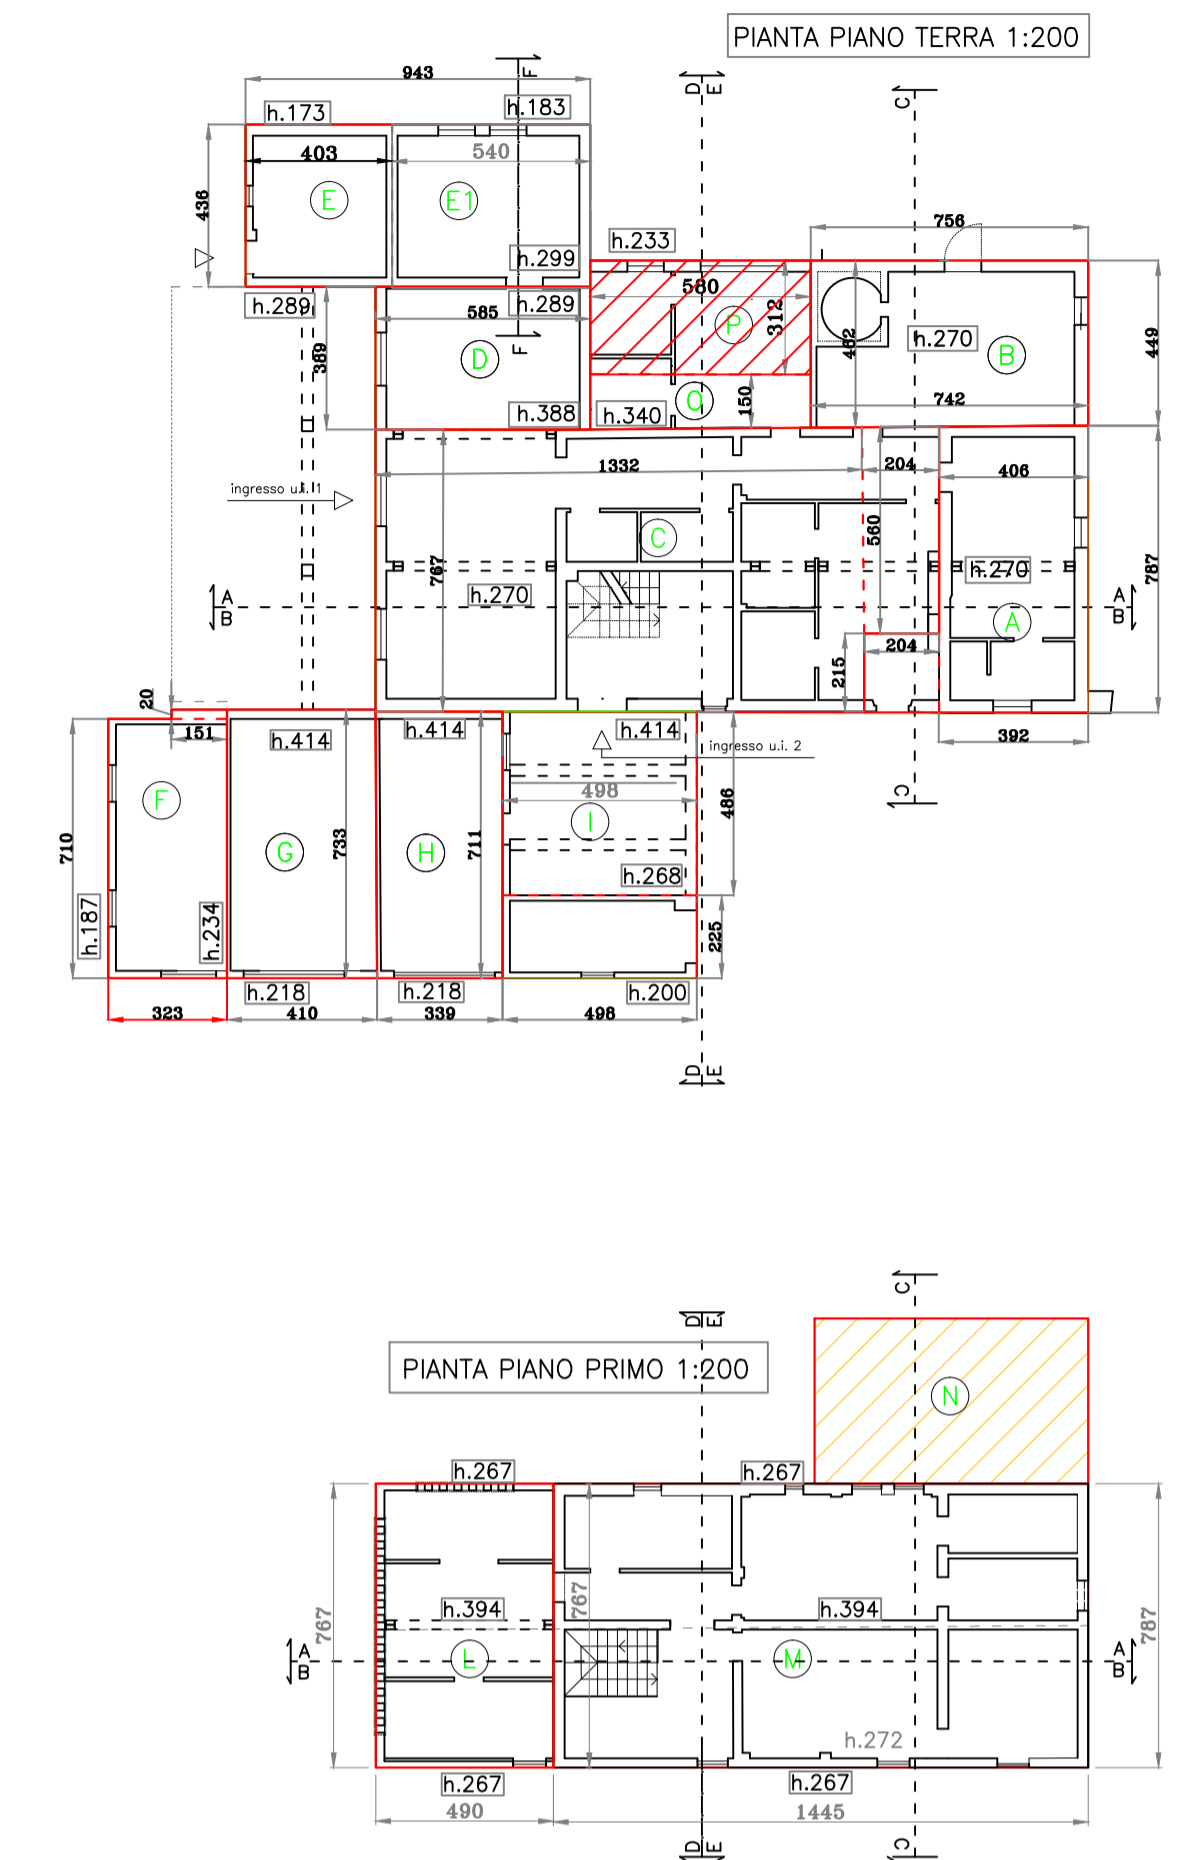 PIANTA PIANO TERRA 1:200
F
D
E
C
943
h.173
h.183
403
540
E
E1
436
h.299
h.289
h.289
F
585
389
D
h.388
h.233
580
312
P
O
150
h.340
756
462
h.270
B
449
742
ingresso u.i. 1
1332
204
406
560
C
767
h.270
h.270
787
A
B
A
A
B
204
215
20
151
392
h.414
h.414
h.414
ingresso u.i. 2
F
498
486
I
710
G
733
H
711
h.268
h.187
h.234
225
h.218
h.218
h.200
323
410
339
498
C
D
E
PIANTA PIANO PRIMO 1:200
D
E
C
N
h.267
h.267
767
767
787
h.394
h.394
A
B
L
M
A
B
h.272
h.267
h.267
490
1445
D
E
C